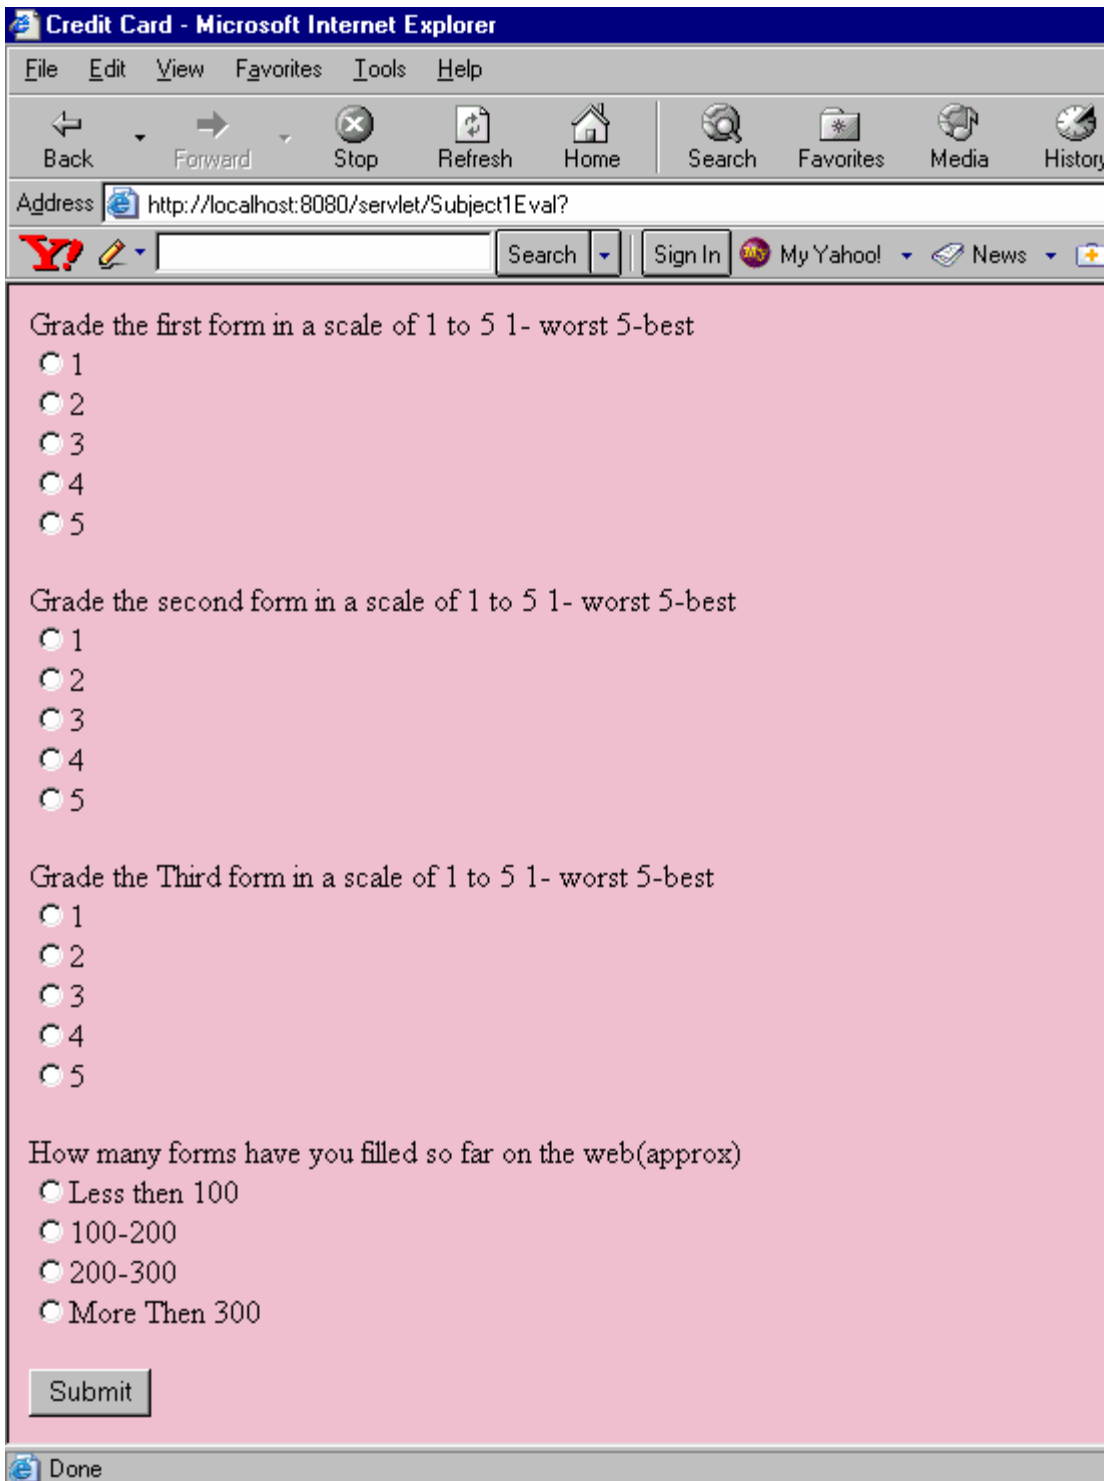 Credit Card - Microsoft Internet Explorer
File Edit View Favorites Tools Help
Back Forward Stop Refresh Home Search Favorites Media History
Address http://localhost:8080/servlet/Subject1Eval?
Y! Search Sign In My My Yahoo! News
Grade the first form in a scale of 1 to 5 1- worst 5-best
1
2
3
4
5
Grade the second form in a scale of 1 to 5 1- worst 5-best
1
2
3
4
5
Grade the Third form in a scale of 1 to 5 1- worst 5-best
1
2
3
4
5
How many forms have you filled so far on the web(approx)
Less then 100
100-200
200-300
More Then 300
Submit
Done